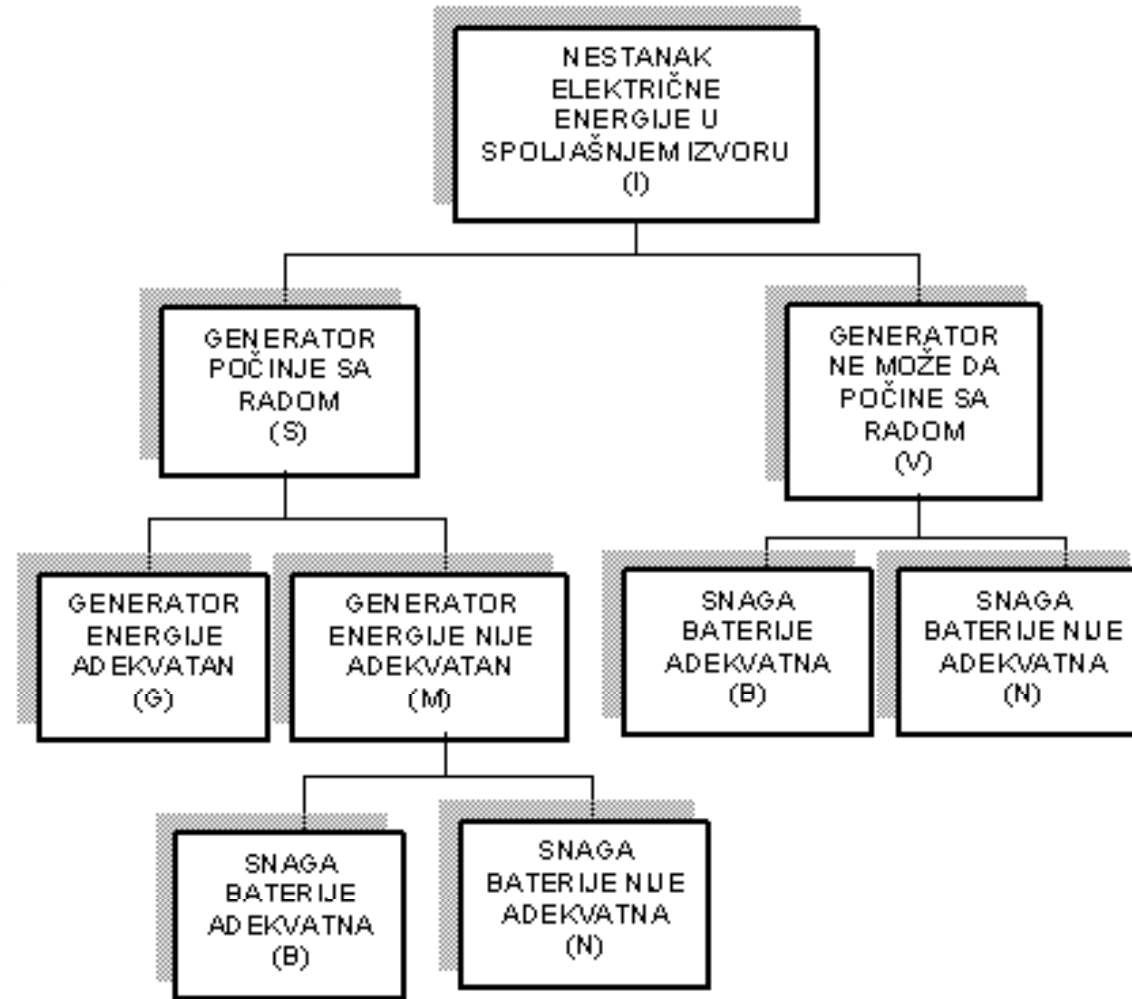 NESTANAK
ELEKTRIČNE
ENERGIJE U
SPOLJAŠNJEM IZVORU
(I)
GENERATOR
POČINJE SA
RADOM
(S)
GENERATOR
NE MOŽE DA
POČINE SA
RADOM
(V)
GENERATOR
ENERGIJE
ADEKVATAN
(G)
GENERATOR
ENERGIJE NIJE
ADEKVATAN
(M)
SNAGA
BATERIJE
ADEKVATNA
(B)
SNAGA
BATERIJE NIJE
ADEKVATNA
(N)
SNAGA
BATERIJE
ADEKVATNA
(B)
SNAGA
BATERIJE NIJE
ADEKVATNA
(N)